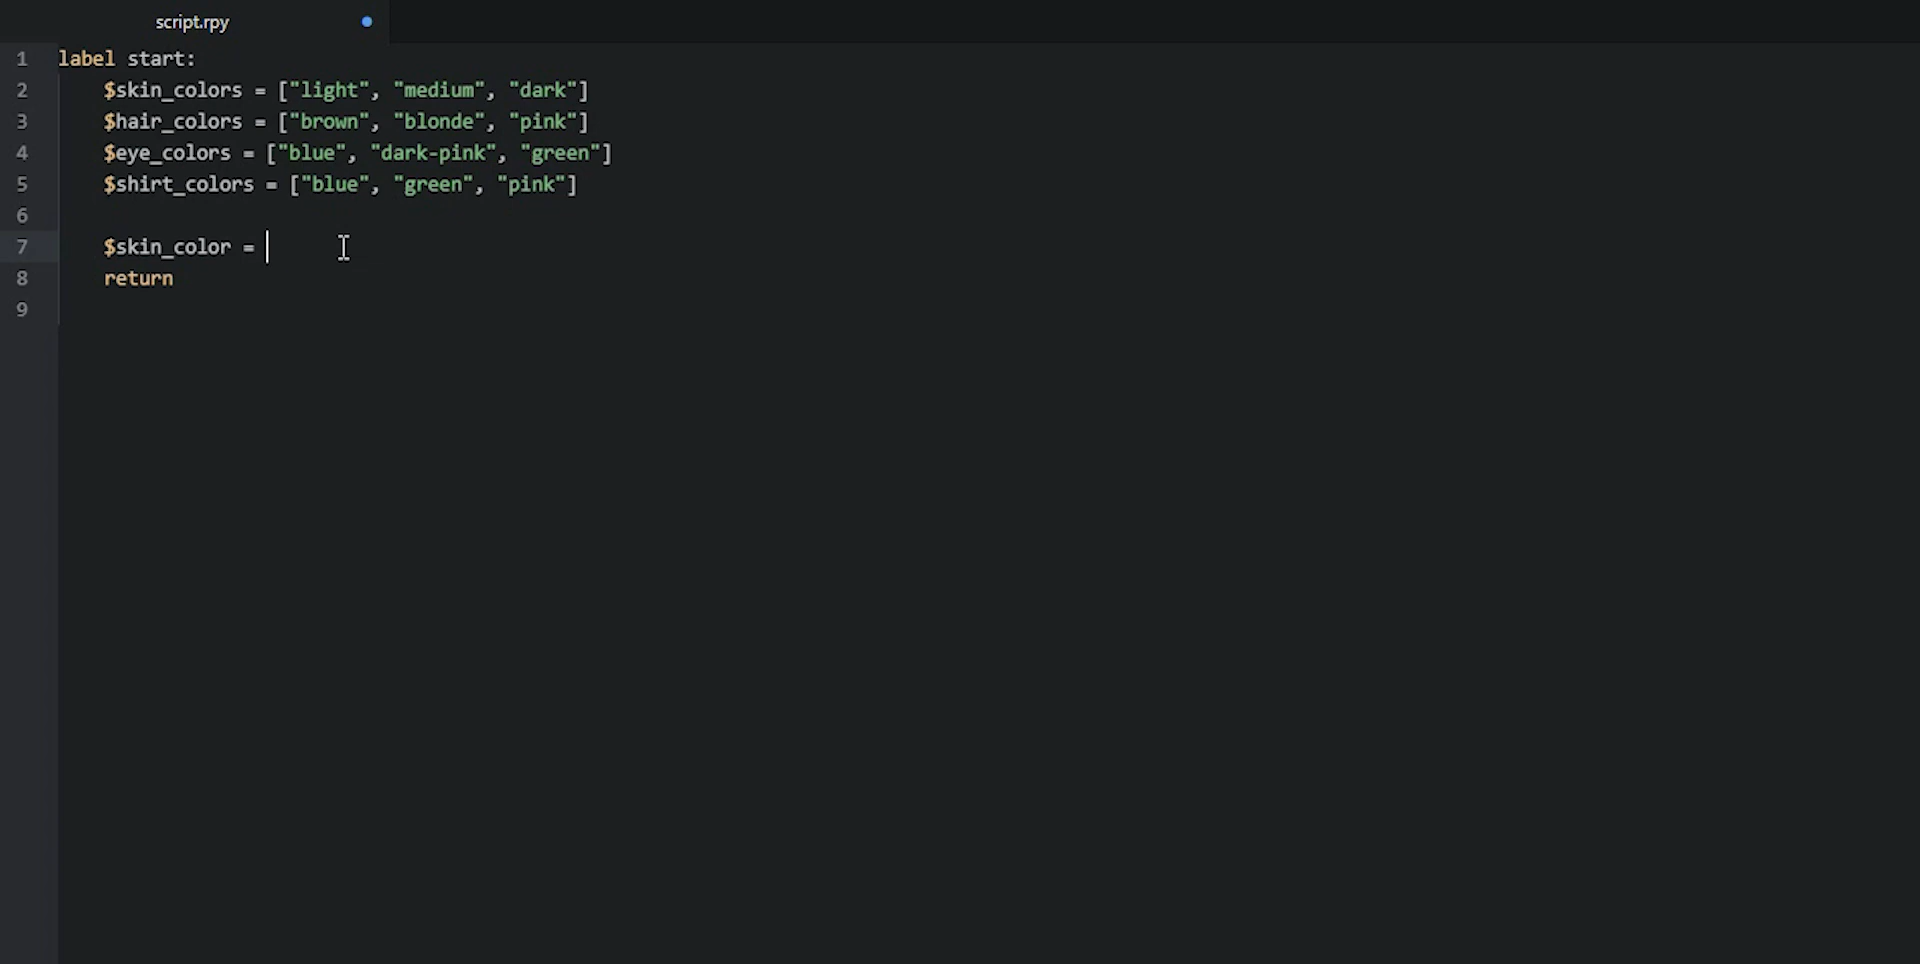 script.rpy
1 label start:
2 $skin_colors = ["light", "medium", "dark"]
3 $hair_colors = ["brown", "blonde", "pink"]
4 $eye_colors = ["blue", "dark-pink", "green"]
5 $shirt_colors = ["blue", "green", "pink"]
6
7 $skin_color =
8 return
9